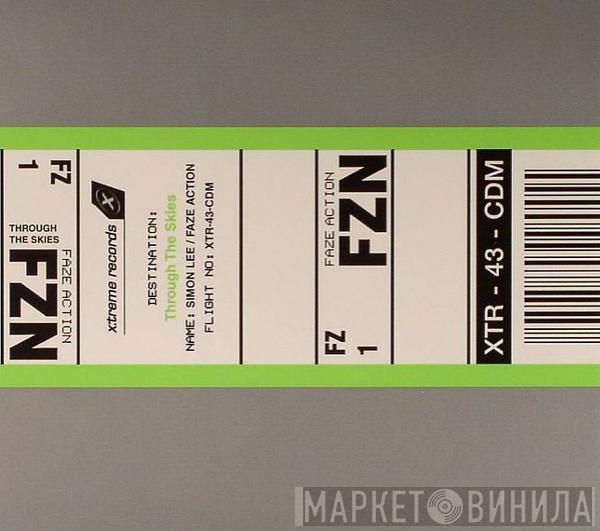 FZ
1
THROUGH
THE SKIES
FAZE ACTION
FZN
x:treme records
DESTINATION:
Through The Skies
NAME: SIMON LEE / FAZE ACTION
FLIGHT NO: XTR-43-CDM
FAZE ACTION
FZN
FZ
1
XTR - 43 - CDM
МАРКЕТ ВИНИЛА